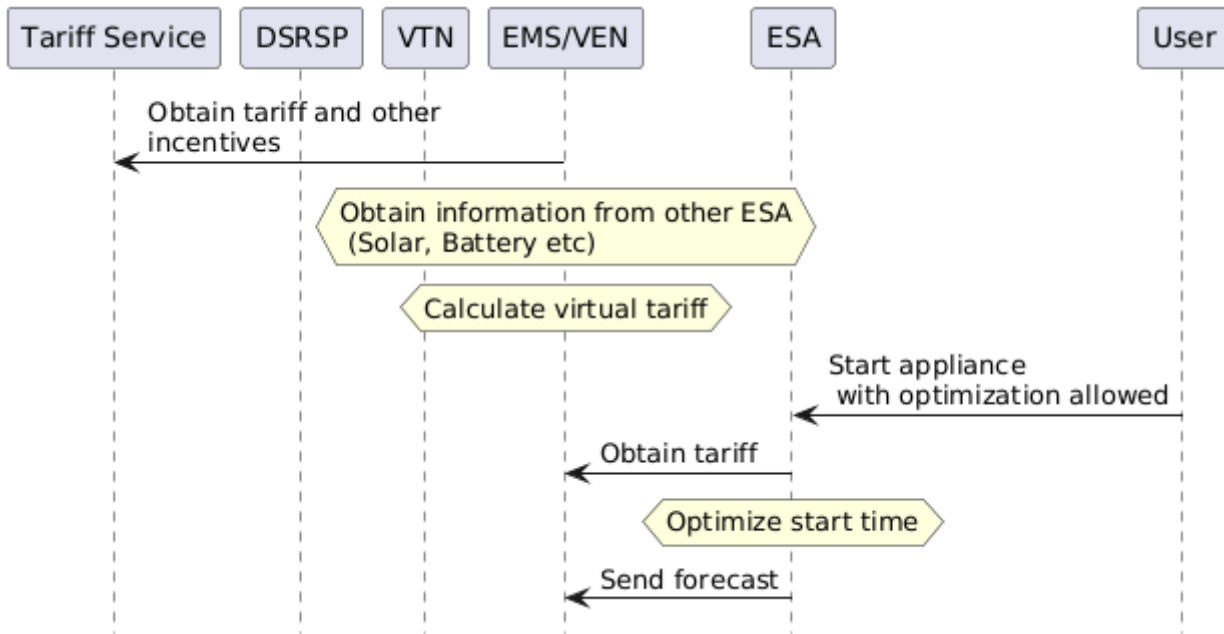 Tariff Service
DSRSP
VTN
EMS/VEN
ESA
User
Obtain tariff and other
incentives
Obtain information from other ESA
(Solar, Battery etc)
Calculate virtual tariff
Start appliance
with optimization allowed
Obtain tariff
Optimize start time
Send forecast